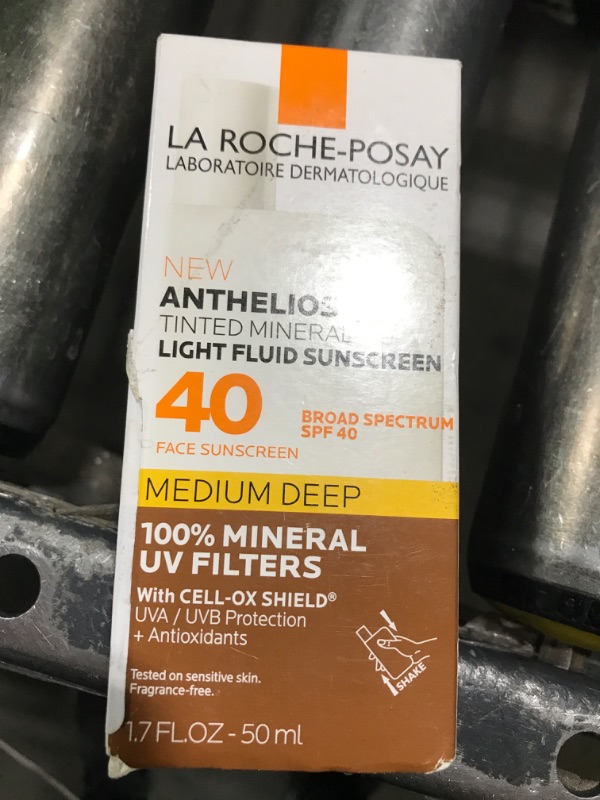 LA ROCHE-POSAY
LABORATOIRE DERMATOLOGIQUE
NEW
ANTHELIOS
TINTED MINERAL
LIGHT FLUID SUNSCREEN
40
BROAD SPECTRUM
SPF 40
FACE SUNSCREEN
MEDIUM DEEP
100% MINERAL
UV FILTERS
With CELL-OX SHIELD®
UVA / UVB Protection
+ Antioxidants
SHAKE
Tested on sensitive skin.
Fragrance-free.
1.7 FL.OZ - 50 ml